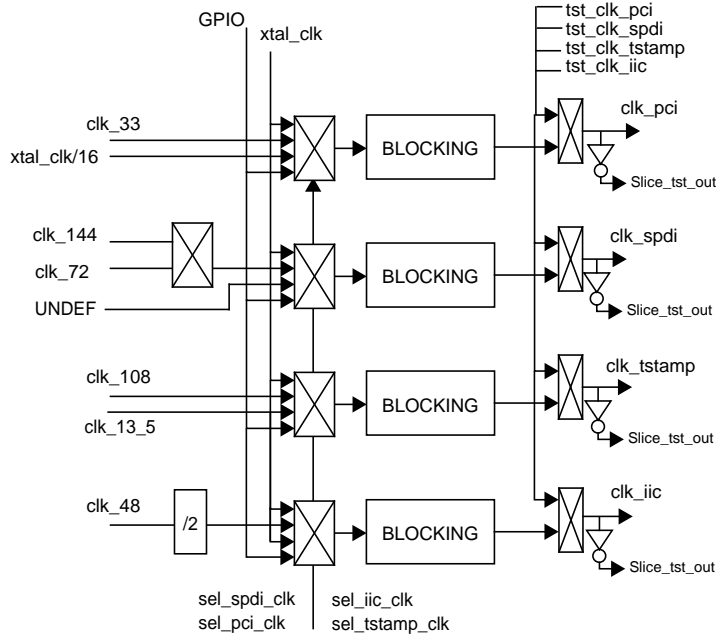 GPIO
xtal_clk
tst_clk_pci
tst_clk_spdi
tst_clk_tstamp
tst_clk_iic
clk_33
xtal_clk/16
BLOCKING
clk_pci
Slice_tst_out
clk_144
clk_72
UNDEF
BLOCKING
clk_spdi
Slice_tst_out
clk_108
clk_13_5
BLOCKING
clk_tstamp
Slice_tst_out
clk_48
/2
BLOCKING
clk_iic
Slice_tst_out
sel_spdi_clk sel_iic_clk
sel_pci_clk sel_tstamp_clk